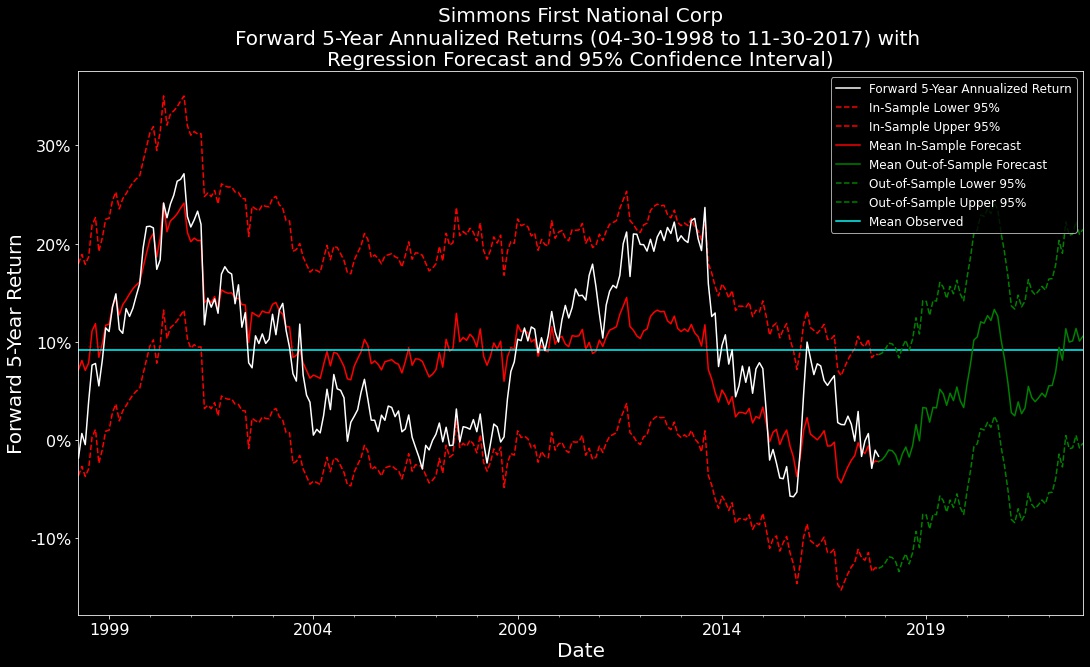 Simmons First National Corp
Forward 5-Year Annualized Returns (04-30-1998 to 11-30-2017) with
Regression Forecast and 95% Confidence Interval)
Forward 5-Year Annualized Return
In-Sample Lower 95%
In-Sample Upper 95%
Mean In-Sample Forecast
Mean Out-of-Sample Forecast
Out-of-Sample Lower 95%
Out-of-Sample Upper 95%
Mean Observed
Forward 5-Year Return
30%
20%
10%
0%
-10%
1999
2004
2009
2014
2019
Date